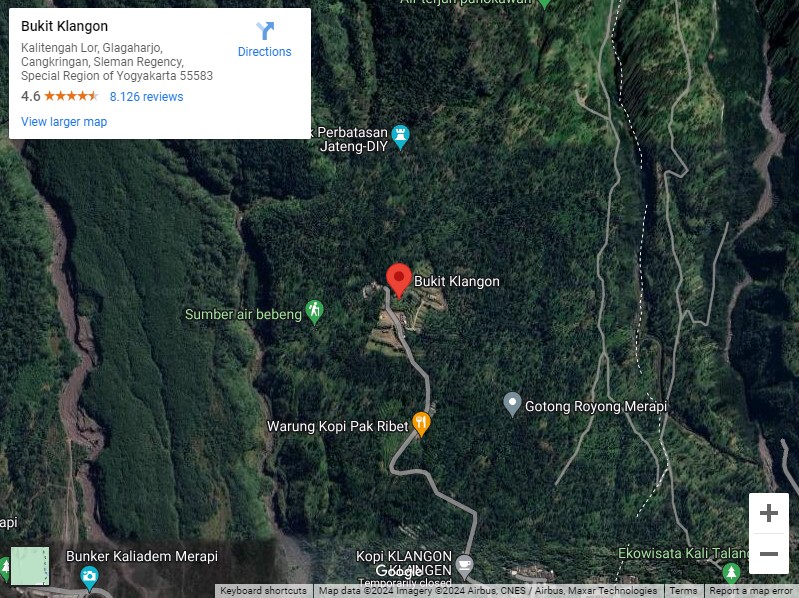 Air terjun punokawan
Bukit Klangon
Kalitengah Lor, Glagaharjo,
Cangkringan, Sleman Regency,
Special Region of Yogyakarta 55583
4.6
8.126 reviews
View larger map
Directions
Perbatasan
Jateng-DIY
Bukit Klangon
Sumber air bebeng
Gotong Royong Merapi
Warung Kopi Pak Ribet
Bunker Kaliadem Merapi
Kopi KLANGON
Google
Temporarily closed
Ekowisata Kali Talang
Keyboard shortcuts
Map data ©2024 Imagery ©2024 Airbus, CNES / Airbus, Maxar Technologies
Terms
Report a map error